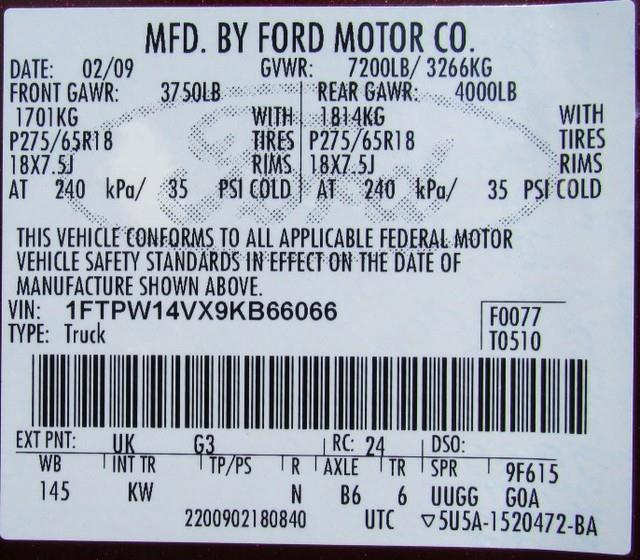 MFD. BY FORD MOTOR CO.
DATE: 02/09 GVWR: 7200LB/ 3266KG
FRONT GAWR: 3750LB REAR GAWR: 4000LB
1701KG WITH 1814KG WITH
P275/65R18 TIRES P275/65R18 TIRES
18X7.5J RIMS 18X7.5J RIMS
AT 240 kPa/ 35 PSI COLD AT 240 kPa/ 35 PSI COLD
THIS VEHICLE CONFORMS TO ALL APPLICABLE FEDERAL MOTOR
VEHICLE SAFETY STANDARDS IN EFFECT ON THE DATE OF
MANUFACTURE SHOWN ABOVE.
VIN: 1FTPW14VX9KB66066 F0077
TYPE: Truck T0510
EXT PNT: UK G3 RC: 24 DSO:
WB INT TR TP/PS R AXLE TR SPR 9F615
145 KW N B6 6 UUGG GOA
2200902180840 UTC ▽5U5A-1520472-BA